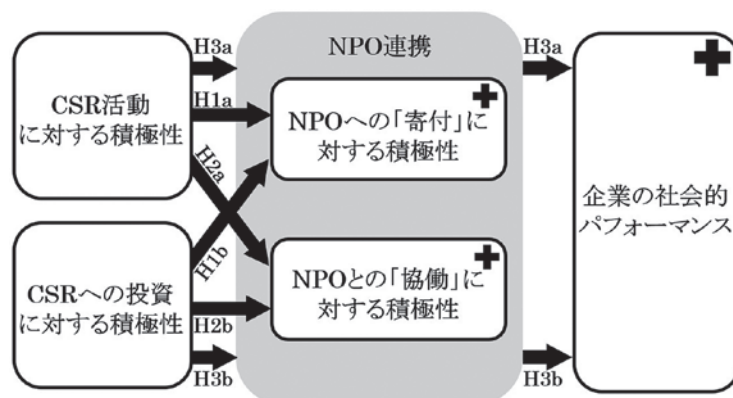 H3a
NPO連携
H3a
CSR活動
に対する積極性
H1a
NPOへの「寄付」に
対する積極性
H2a
企業の社会的
パフォーマンス
H1b
CSRへの投資
に対する積極性
NPOとの「協働」に
対する積極性
H2b
H3b
H3b